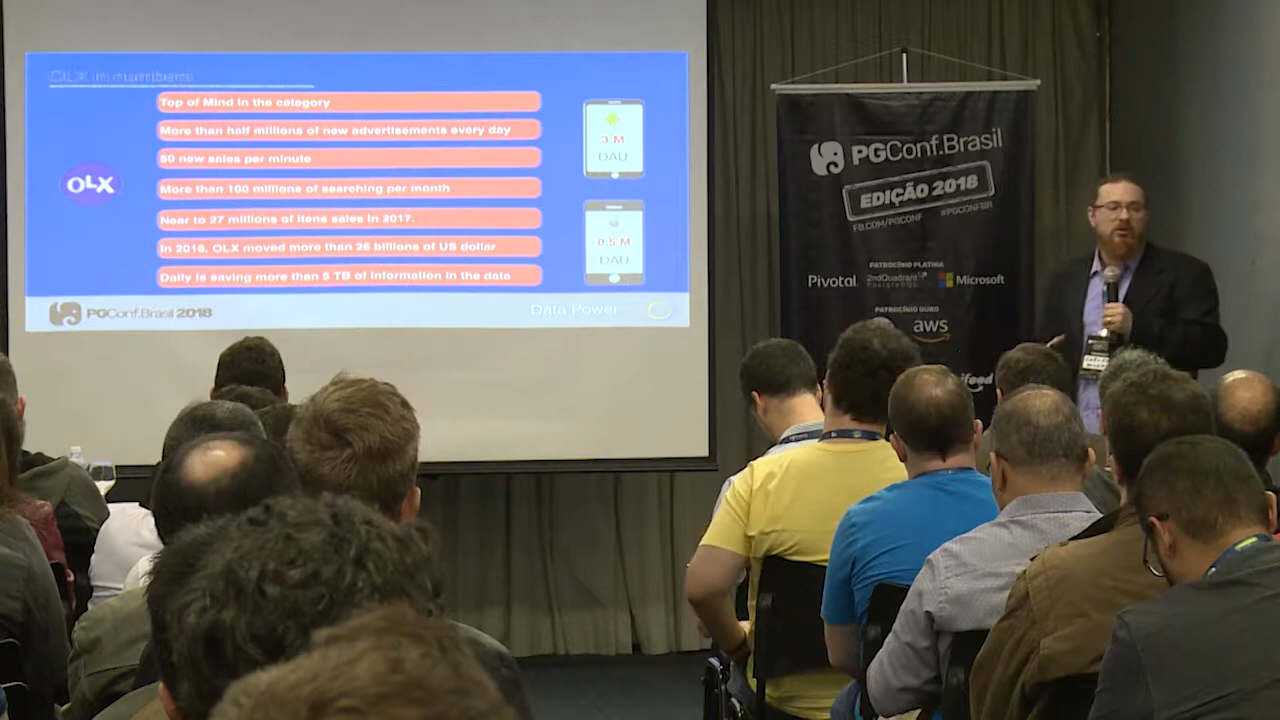 OLX in numbers
Top of Mind in the category
More than half millions of new advertisements every day
50 new sales per minute
More than 100 millions of searching per month
Near to 27 millions of itens sales in 2017.
In 2016, OLX moved more than 26 billions of US dollar
Daily is saving more than 5 TB of information in the data
OLX
3 M
DAU
0.5 M
DAU
PGConf.Brasil 2018
Data Power
PGConf.Brasil
EDIÇÃO 2018
FB.COM/PGCONF #PGCONFBR
PATROCÍNIO PLATINA
Pivotal. 2ndQuadrant PostgreSQL Microsoft
PATROCÍNIO OURO
aws